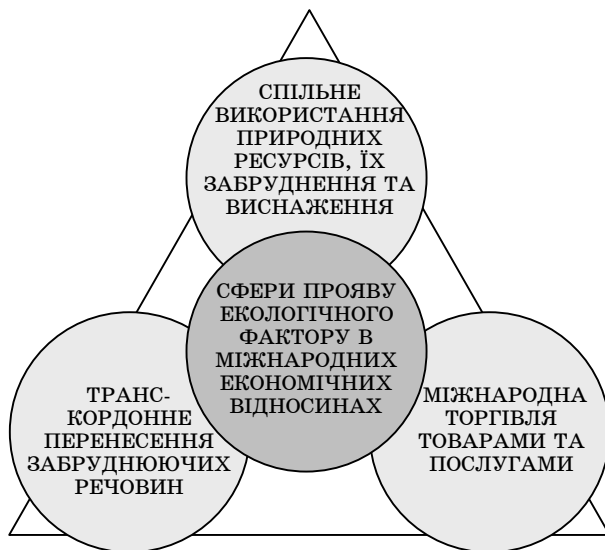 СПІЛЬНЕ
ВИКОРИСТАННЯ
ПРИРОДНИХ
РЕСУРСІВ, ЇХ
ЗАБРУДНЕННЯ ТА
ВИСНАЖЕННЯ
СФЕРИ ПРОЯВУ
ЕКОЛОГІЧНОГО
ФАКТОРУ В
МІЖНАРОДНИХ
ЕКОНОМІЧНИХ
ВІДНОСИНАХ
ТРАНС-
КОРДОННЕ
ПЕРЕНЕСЕННЯ
ЗАБРУДНЮЮЧИХ
РЕЧОВИН
МІЖНАРОДНА
ТОРГІВЛЯ
ТОВАРАМИ ТА
ПОСЛУГАМИ